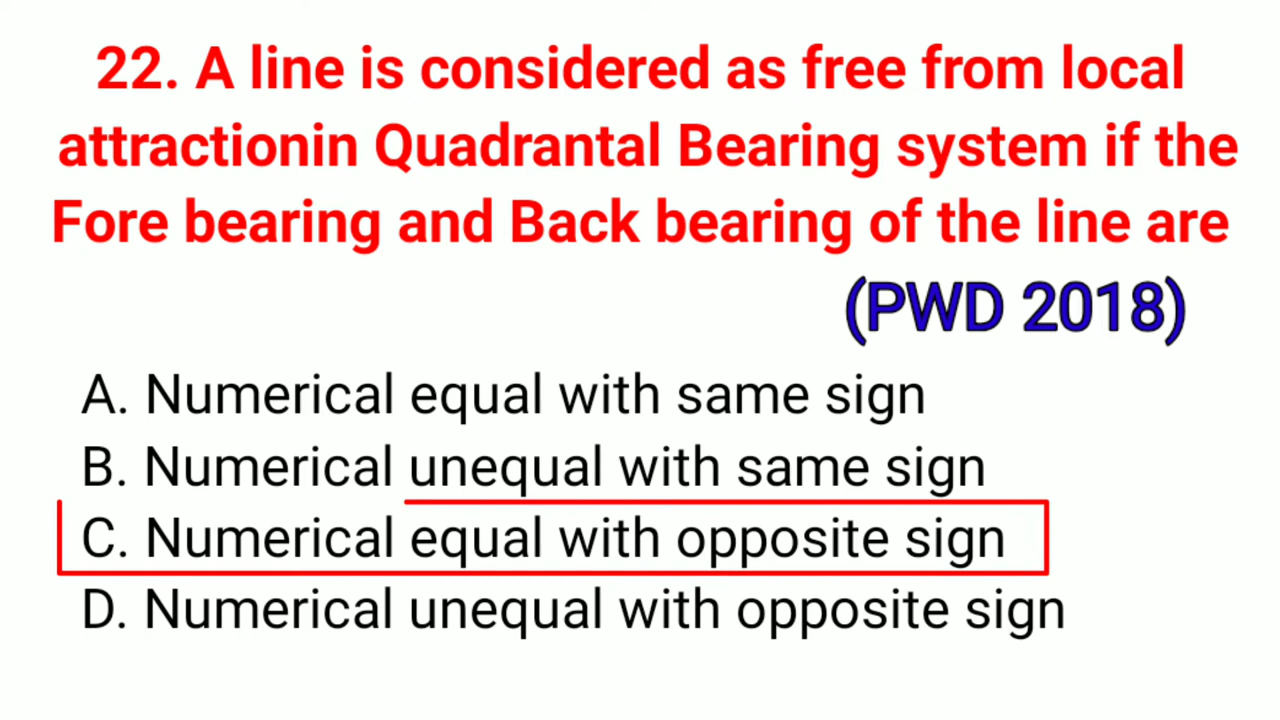 22. A line is considered as free from local
attractionin Quadrantal Bearing system if the
Fore bearing and Back bearing of the line are
(PWD 2018)
A. Numerical equal with same sign
B. Numerical unequal with same sign
C. Numerical equal with opposite sign
D. Numerical unequal with opposite sign